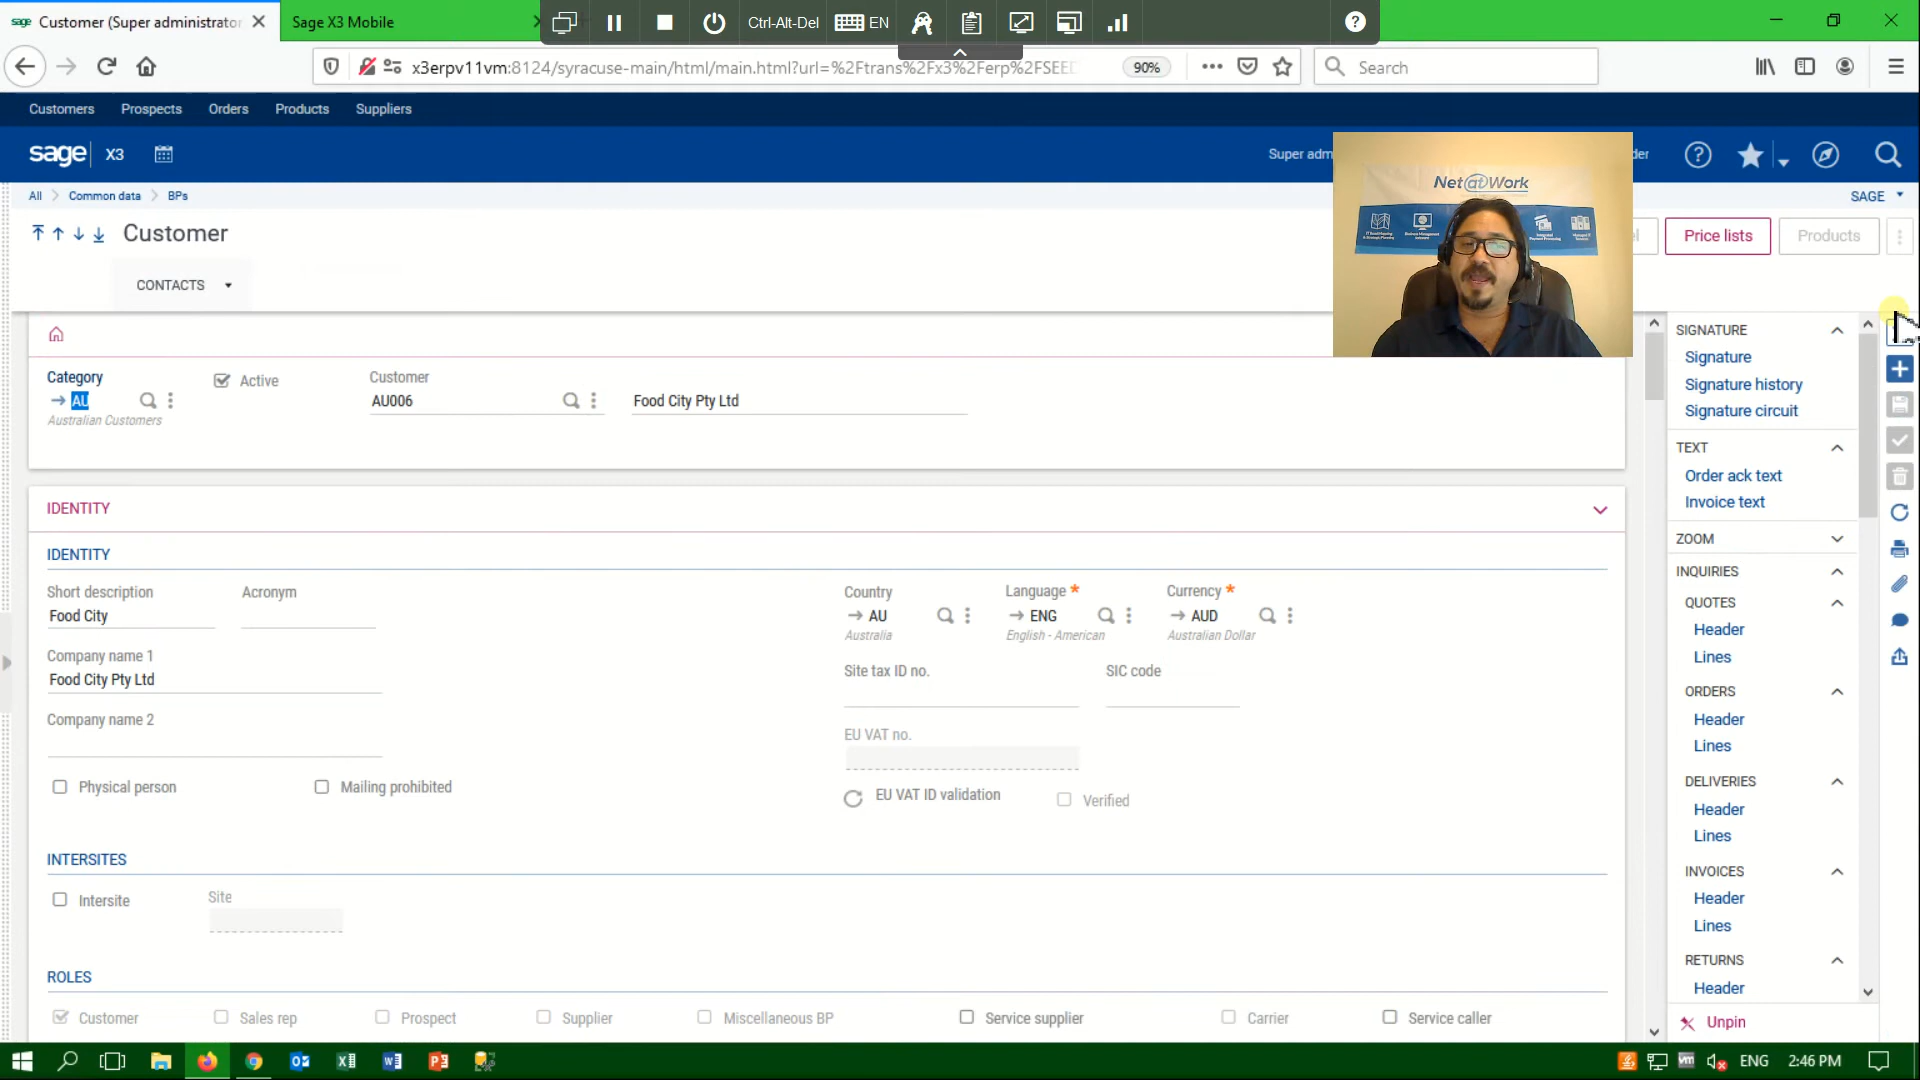 sage Customer (Super administrator
Sage X3 Mobile
Ctrl-Alt-Del
EN
x3erpv11vm:8124/syracuse-main/html/main.html?url=%2Ftrans%2Fx3%2Ferp%2FSEED
90%
Search
Customers
Prospects
Orders
Products
Suppliers
sage X3
Super adm
der
All
Common data
BPs
SAGE
Customer
el
Price lists
Products
CONTACTS
Net@Work
Category
AU
Australian Customers
Active
Customer
AU006
Food City Pty Ltd
IDENTITY
IDENTITY
Short description
Food City
Acronym
Country
AU
Australia
Language *
ENG
English - American
Currency *
AUD
Australian Dollar
Company name 1
Food City Pty Ltd
Site tax ID no.
SIC code
Company name 2
EU VAT no.
Physical person
Mailing prohibited
EU VAT ID validation
Verified
INTERSITES
Intersite
Site
ROLES
Customer
Sales rep
Prospect
Supplier
Miscellaneous BP
Service supplier
Carrier
Service caller
SIGNATURE
Signature
Signature history
Signature circuit
TEXT
Order ack text
Invoice text
ZOOM
INQUIRIES
QUOTES
Header
Lines
ORDERS
Header
Lines
DELIVERIES
Header
Lines
INVOICES
Header
Lines
RETURNS
Header
Unpin
ENG
2:46 PM